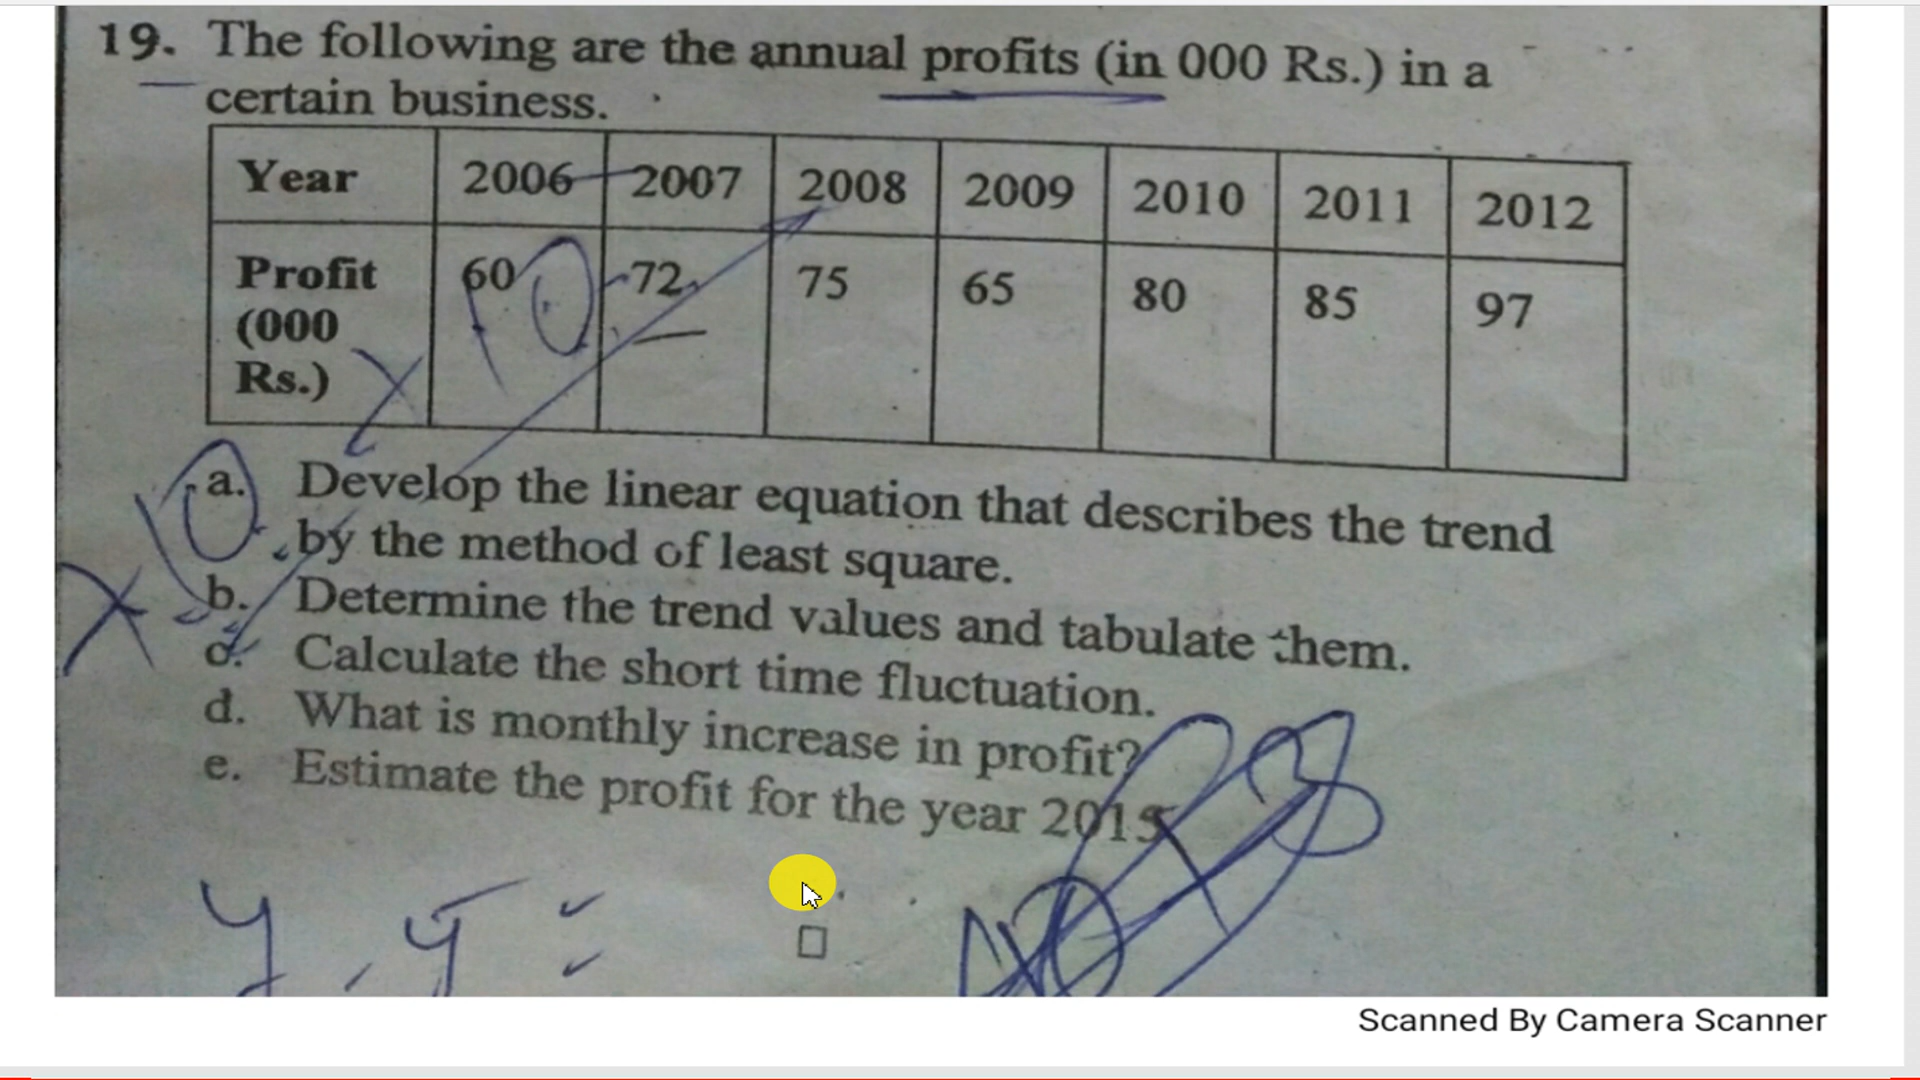 19. The following are the annual profits (in 000 Rs.) in a
certain business.
Year 2006 2007 2008 2009 2010 2011 2012
Profit (000 Rs.) 60 72 75 65 80 85 97
a. Develop the linear equation that describes the trend
by the method of least square.
b. Determine the trend values and tabulate them.
c. Calculate the short time fluctuation.
d. What is monthly increase in profit?
e. Estimate the profit for the year 2015
Scanned By Camera Scanner